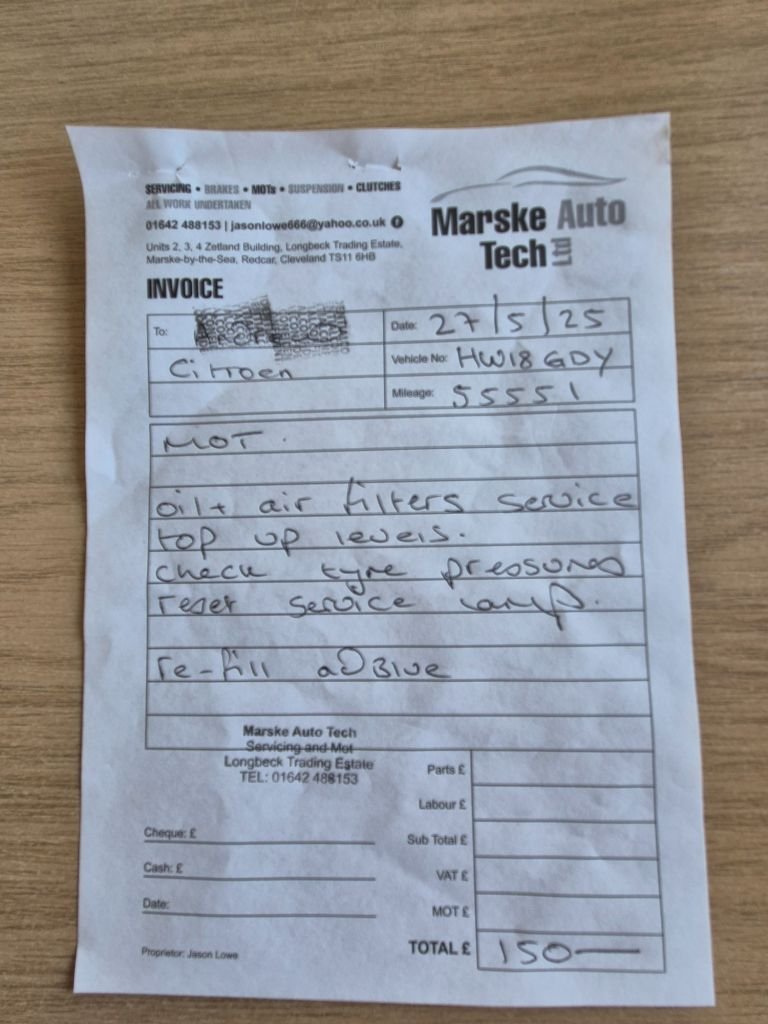 SERVICING • BRAKES • MOTs • SUSPENSION • CLUTCHES
ALL WORK UNDERTAKEN
01642 488153 | jasonlowe666@yahoo.co.uk
Units 2, 3, 4 Zetland Building, Longbeck Trading Estate,
Marske-by-the-Sea, Redcar, Cleveland TS11 6HB
Marske Auto
Tech Ltd
INVOICE
To:
Date: 27/5/25
Citroen
Vehicle No: HW18 GDY
Mileage: 55551
MOT.
oil + air filters service
top up levels.
check tyre pressures
reset service lamp.
re-fill aDBlue
Marske Auto Tech
Servicing and Mot
Longbeck Trading Estate
TEL: 01642 488153
Parts £
Labour £
Cheque: £
Sub Total £
Cash: £
VAT £
Date:
MOT £
Proprietor: Jason Lowe
TOTAL £ 150—